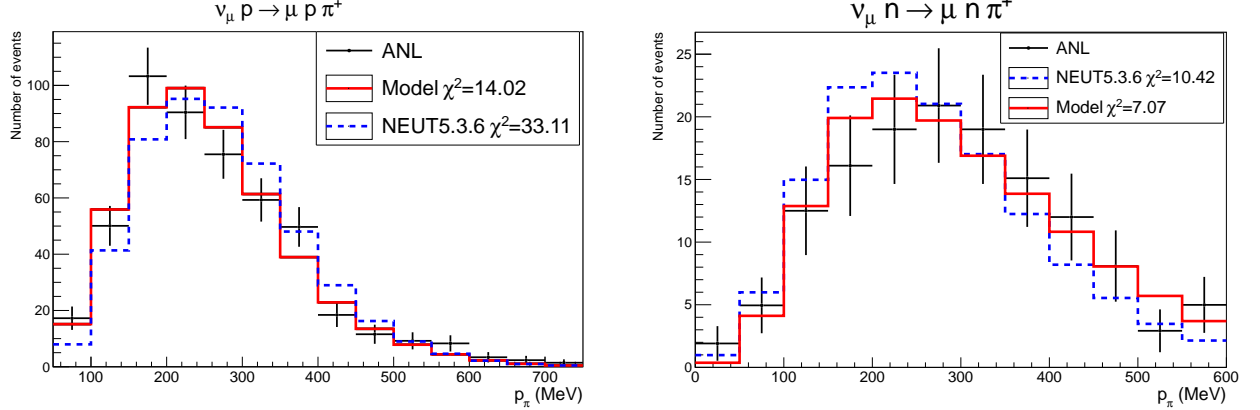 ν_μ p → μ p π⁺
Number of events
ANL
Model χ²=14.02
NEUT5.3.6 χ²=33.11
100
80
60
40
20
0
100 200 300 400 500 600 700
p_π (MeV)
ν_μ n → μ n π⁺
Number of events
ANL
NEUT5.3.6 χ²=10.42
Model χ²=7.07
25
20
15
10
5
0
0 100 200 300 400 500 600
p_π (MeV)